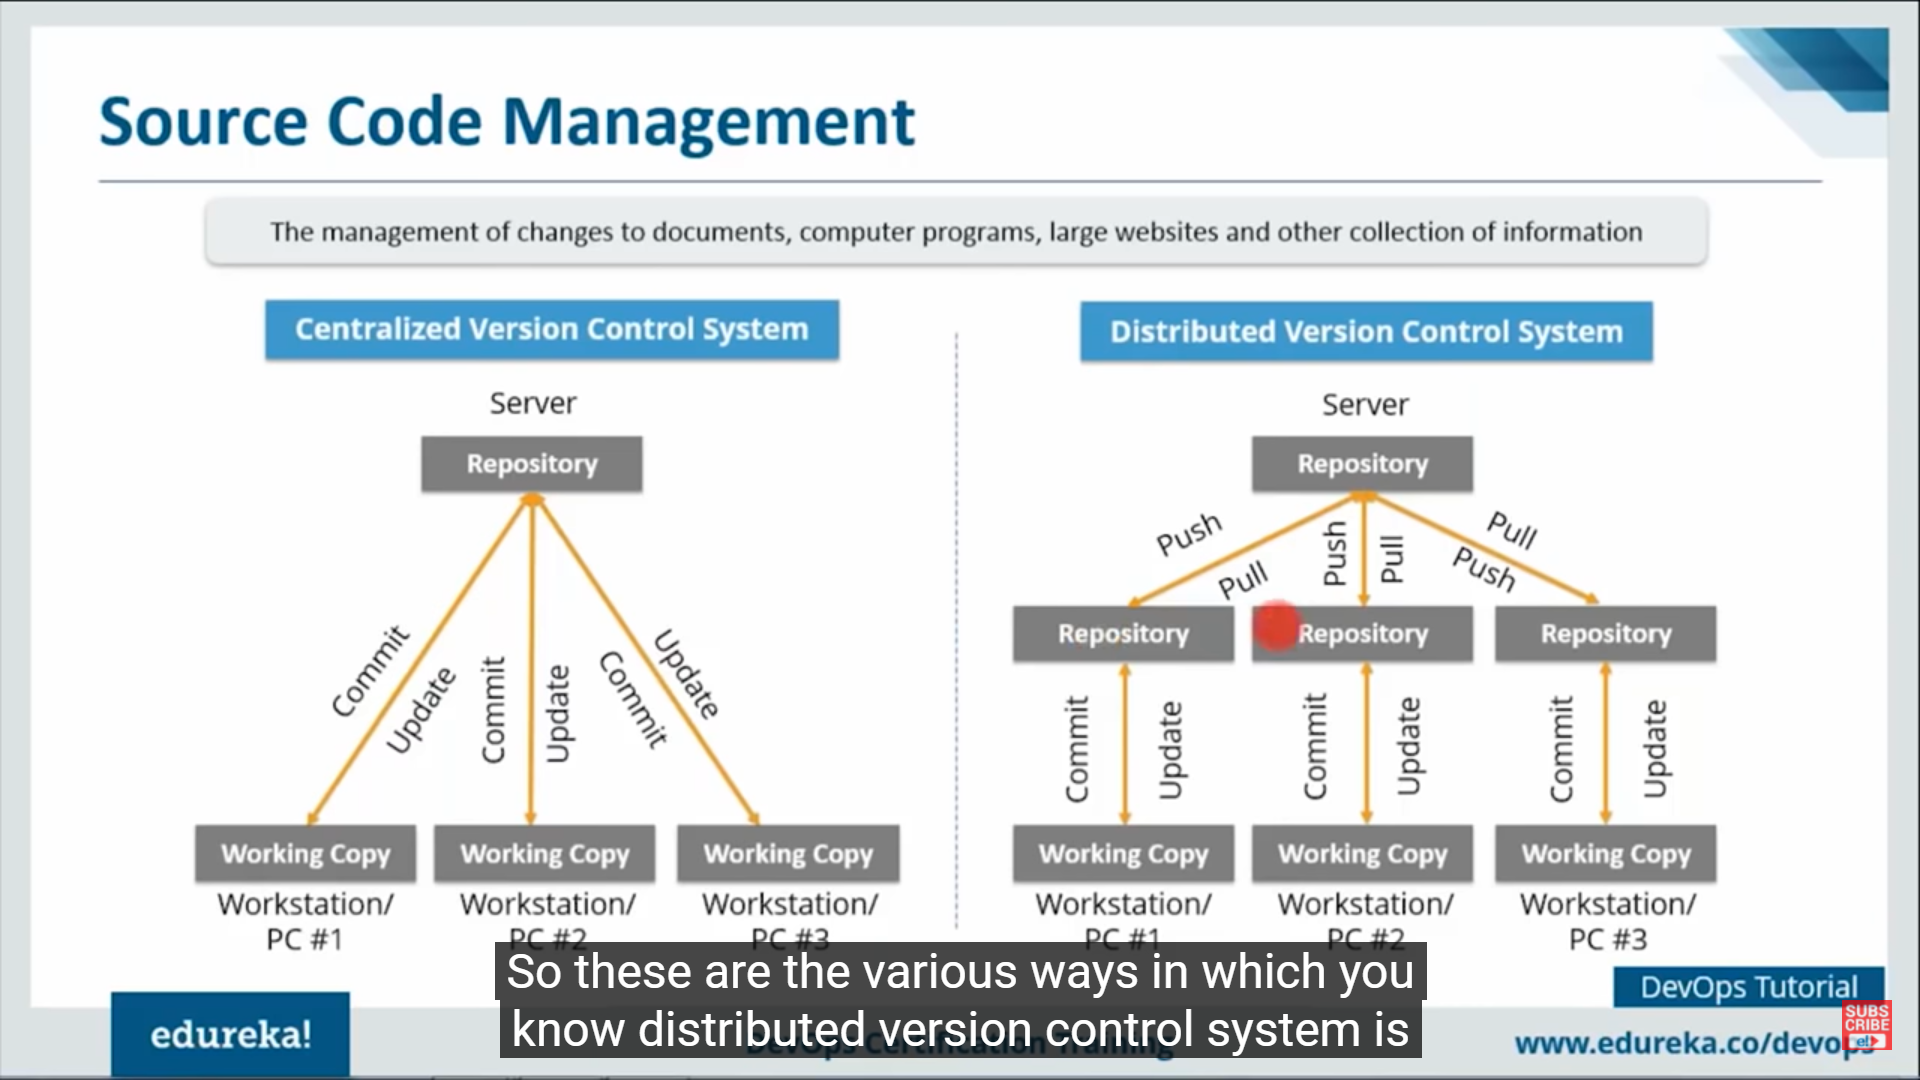 Source Code Management
The management of changes to documents, computer programs, large websites and other collection of information
Centralized Version Control System
Server
Repository
Commit
Update
Commit
Update
Commit
Update
Working Copy
Working Copy
Working Copy
Workstation/
PC #1
Workstation/
PC #2
Workstation/
PC #3
Distributed Version Control System
Server
Repository
Push
Pull
Push
Pull
Pull
Push
Repository
Repository
Repository
Commit
Update
Commit
Update
Commit
Update
Working Copy
Working Copy
Working Copy
Workstation/
PC #1
Workstation/
PC #2
Workstation/
PC #3
So these are the various ways in which you
know distributed version control system is
DevOps Tutorial
edureka!
DevOps Certification Training
www.edureka.co/devops
SUBS
CRIBE
e!